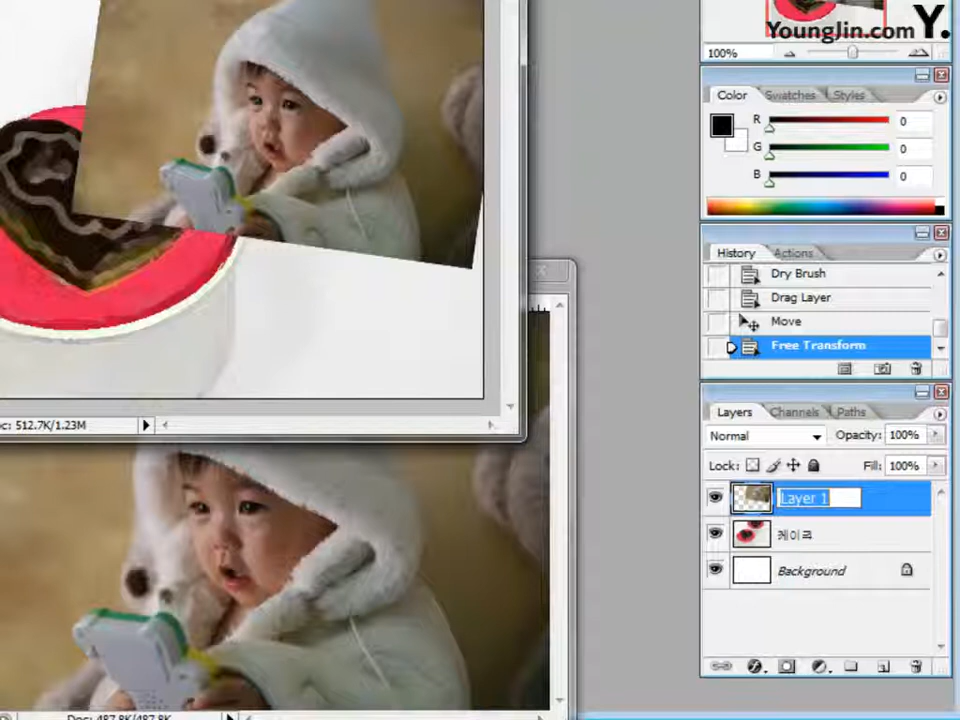 YoungJin.com Y.
100%
Color Swatches Styles
R 0
G 0
B 0
History Actions
Dry Brush
Drag Layer
Move
Free Transform
Layers Channels Paths
Normal Opacity: 100%
Lock: Fill: 100%
Layer 1
케이크
Background
oc: 512.7K/1.23M
Doc: 487.8K/487.8K